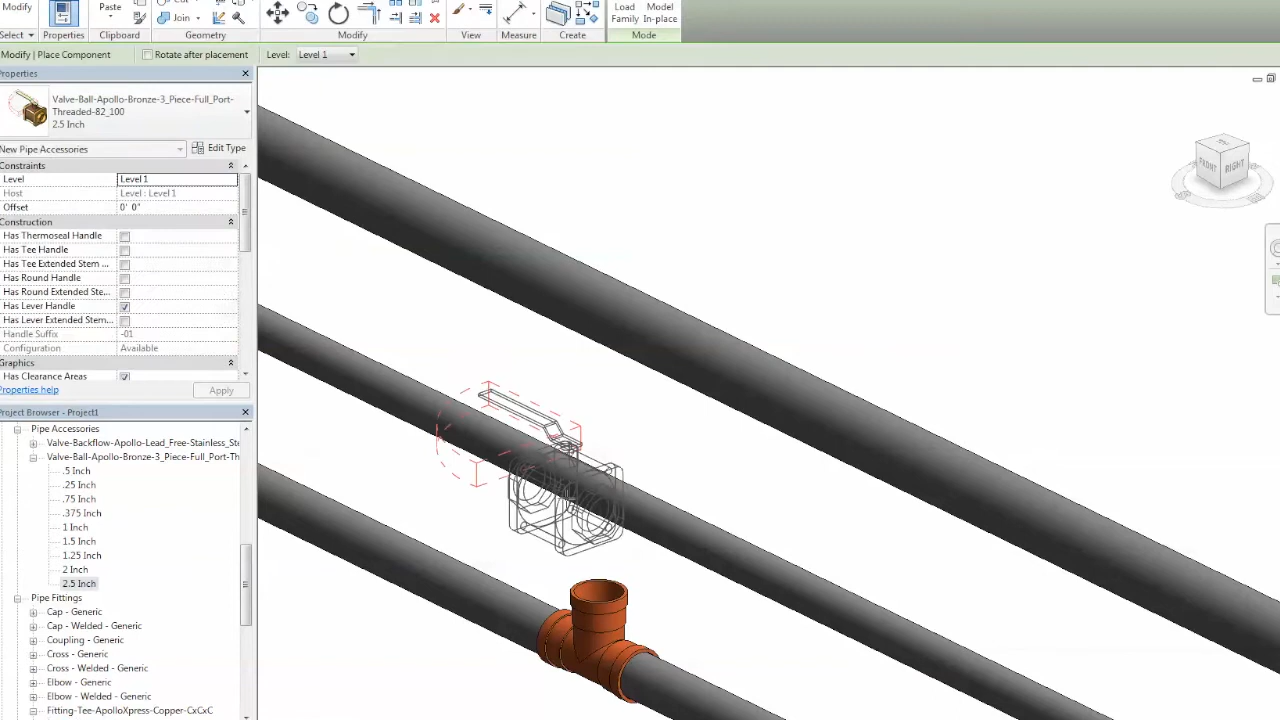 Modify
Paste
Cut
Join
Load
Family
Model
In-place
Select
Properties
Clipboard
Geometry
Modify
View
Measure
Create
Mode
Modify | Place Component
Rotate after placement
Level:
Level 1
Properties
Valve-Ball-Apollo-Bronze-3_Piece-Full_Port-
Threaded-82_100
2.5 Inch
New Pipe Accessories
Edit Type
Constraints
Level
Level 1
Host
Level : Level 1
Offset
0' 0"
Construction
Has Thermoseal Handle
Has Tee Handle
Has Tee Extended Stem ...
Has Round Handle
Has Round Extended Ste...
Has Lever Handle
Has Lever Extended Stem...
Handle Suffix
-01
Configuration
Available
Graphics
Has Clearance Areas
Properties help
Apply
Project Browser - Project1
Pipe Accessories
Valve-Backflow-Apollo-Lead_Free-Stainless_Ste
Valve-Ball-Apollo-Bronze-3_Piece-Full_Port-Th
.5 Inch
.25 Inch
.75 Inch
.375 Inch
1 Inch
1.5 Inch
1.25 Inch
2 Inch
2.5 Inch
Pipe Fittings
Cap - Generic
Cap - Welded - Generic
Coupling - Generic
Cross - Generic
Cross - Welded - Generic
Elbow - Generic
Elbow - Welded - Generic
Fitting-Tee-ApolloXpress-Copper-CxCxC
FRONT
RIGHT